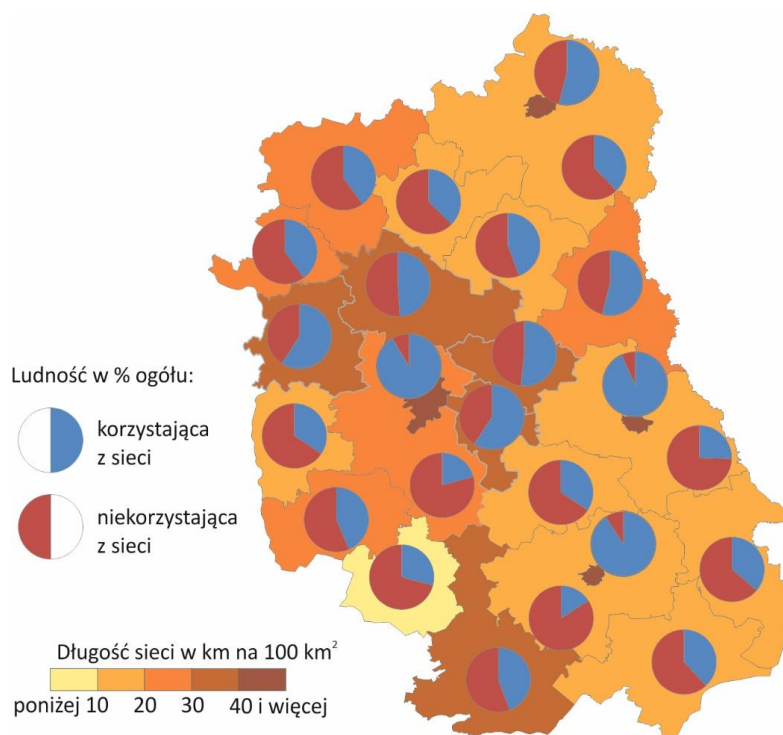 Ludność w % ogółu:
korzystająca
z sieci
niekorzystająca
z sieci
Długość sieci w km na 100 km²
poniżej 10 20 30 40 i więcej